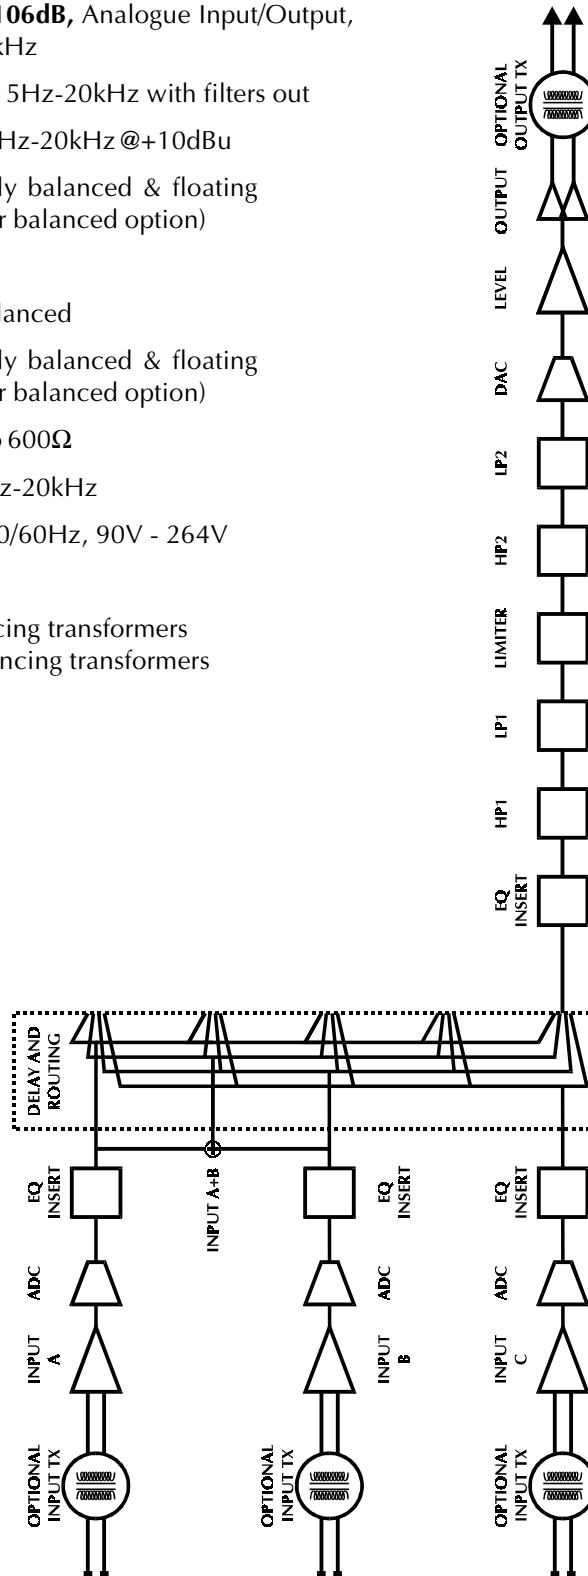 106dB, Analogue Input/Output,
kHz
5Hz-20kHz with filters out
Hz-20kHz @+10dBu
ly balanced & floating
r balanced option)
lanced
ly balanced & floating
r balanced option)
600Ω
z-20kHz
0/60Hz, 90V - 264V
cing transformers
ncing transformers
OPTIONAL
OUTPUT TX
OUTPUT
LEVEL
DAC
LP2
HP2
LIMITER
LP1
HP1
EQ
INSERT
DELAY AND
ROUTING
EQ
INSERT
INPUT A+B
EQ
INSERT
EQ
INSERT
ADC
ADC
ADC
INPUT
A
INPUT
B
INPUT
C
OPTIONAL
INPUT TX
OPTIONAL
INPUT TX
OPTIONAL
INPUT TX